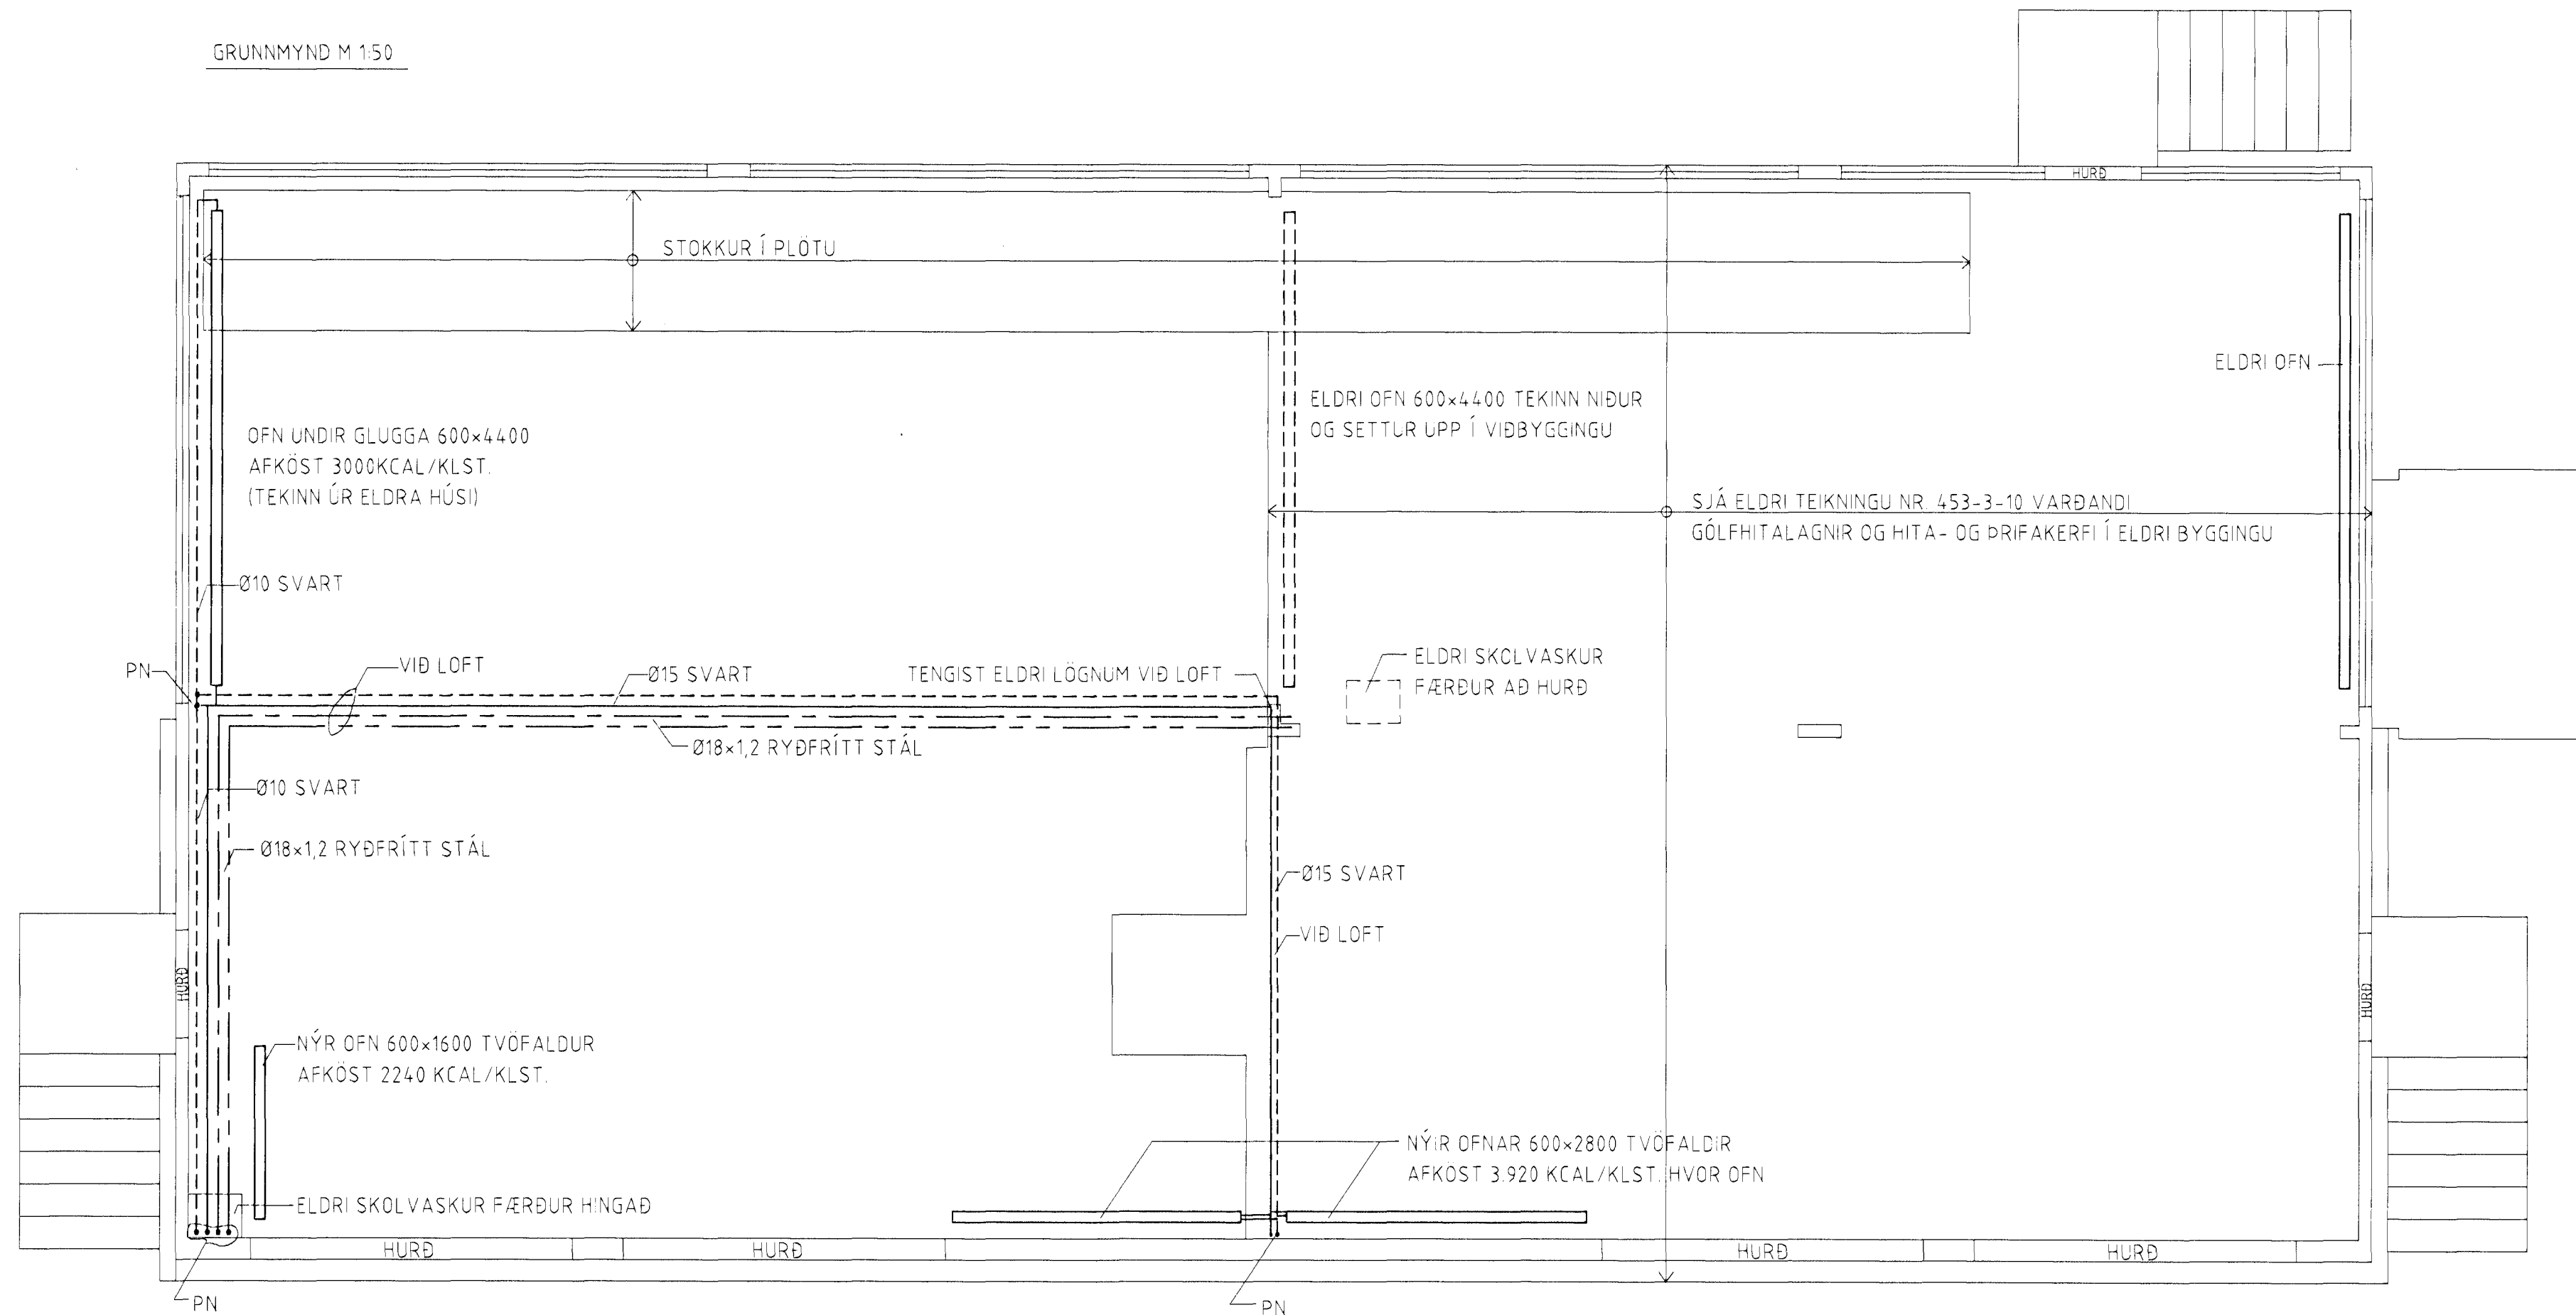 GRUNNMYND M 1:50
HURÐ
STOKKUR Í PLÖTU
ELDRI OFN
OFN UNDIR GLUGGA 600×4400
AFKÖST 3000KCAL/KLST.
(TEKINN ÚR ELDRA HÚSI)
ELDRI OFN 600×4400 TEKINN NIÐUR
OG SETTUR UPP Í VIÐBYGGINGU
SJÁ ELDRI TEIKNINGU NR. 453-3-10 VARÐANDI
GÓLFHITALAGNIR OG HITA- OG ÞRIFAKERFI Í ELDRI BYGGINGU
Ø10 SVART
PN
VIÐ LOFT
Ø15 SVART
TENGIST ELDRI LÖGNUM VIÐ LOFT
ELDRI SKOLVASKUR
FÆRÐUR AÐ HURÐ
Ø18×1,2 RYÐFRÍTT STÁL
Ø10 SVART
Ø18×1,2 RYÐFRÍTT STÁL
Ø15 SVART
VIÐ LOFT
HURÐ
HURÐ
NÝR OFN 600×1600 TVÖFALDUR
AFKÖST 2240 KCAL/KLST.
NÝIR OFNAR 600×2800 TVÖFALDIR
AFKÖST 3.920 KCAL/KLST. HVOR OFN
ELDRI SKOLVASKUR FÆRÐUR HINGAÐ
HURÐ
HURÐ
HURÐ
HURÐ
PN
PN